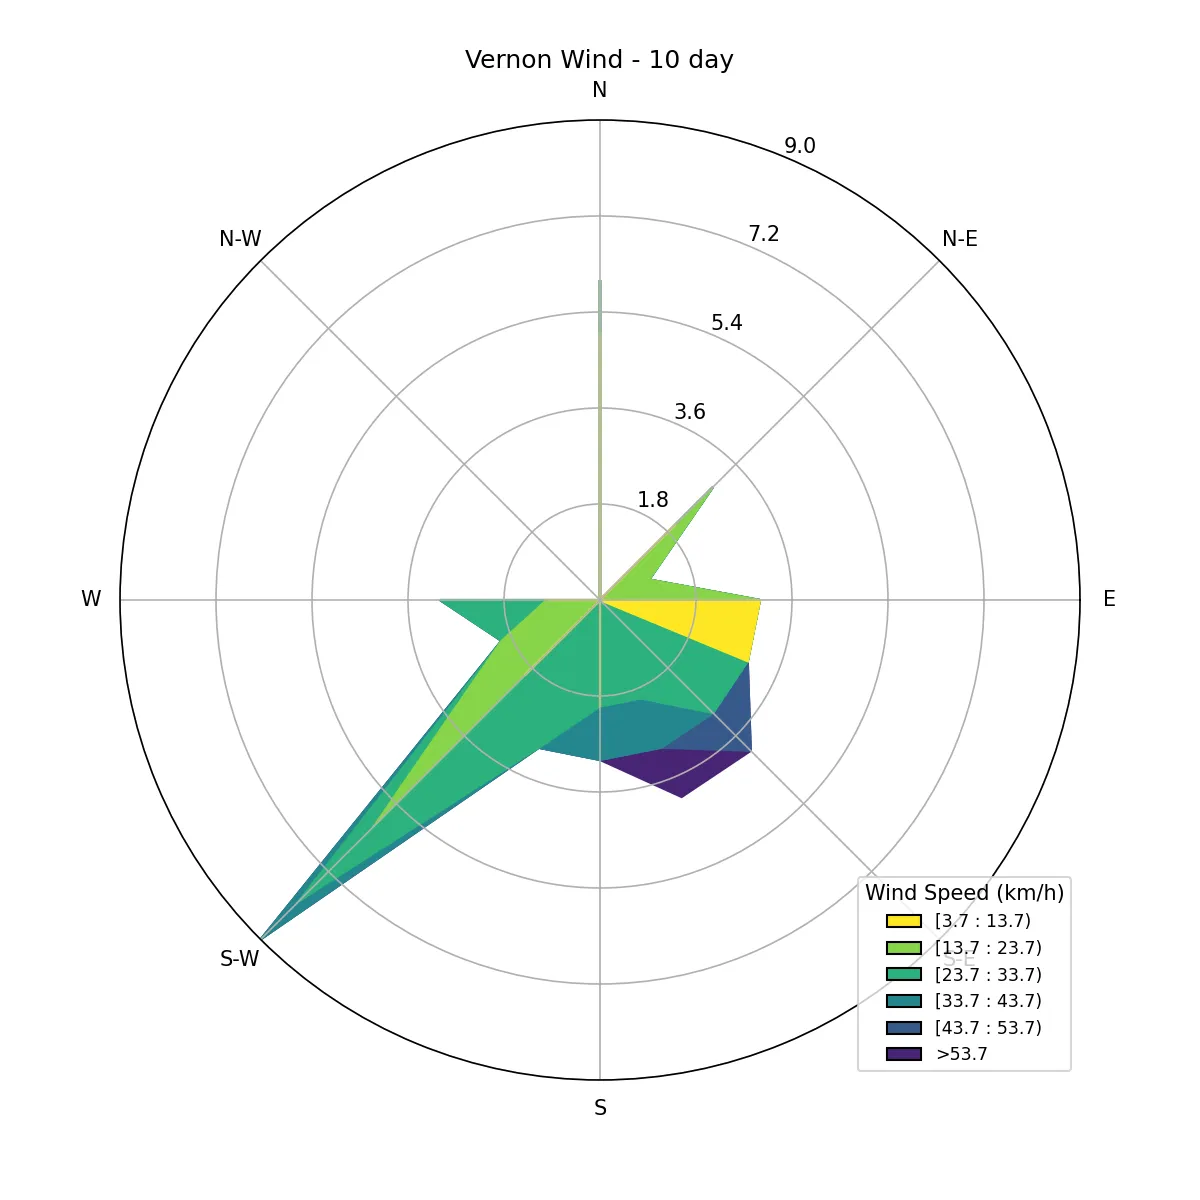 Vernon Wind - 10 day
N
9.0
7.2
N-W
N-E
5.4
3.6
1.8
W
E
S-W
S-E
Wind Speed (km/h)
[3.7 : 13.7)
[13.7 : 23.7)
[23.7 : 33.7)
[33.7 : 43.7)
[43.7 : 53.7)
>53.7
S